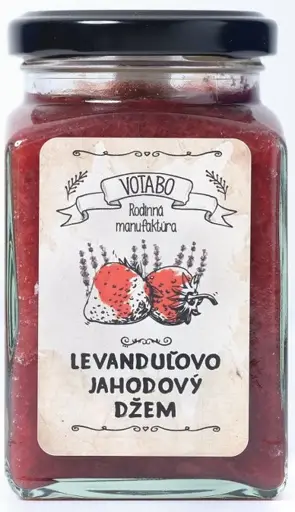 VOTABO
Rodinná
manufaktúra
LEVANDUĽOVO
JAHODOVÝ
DŽEM